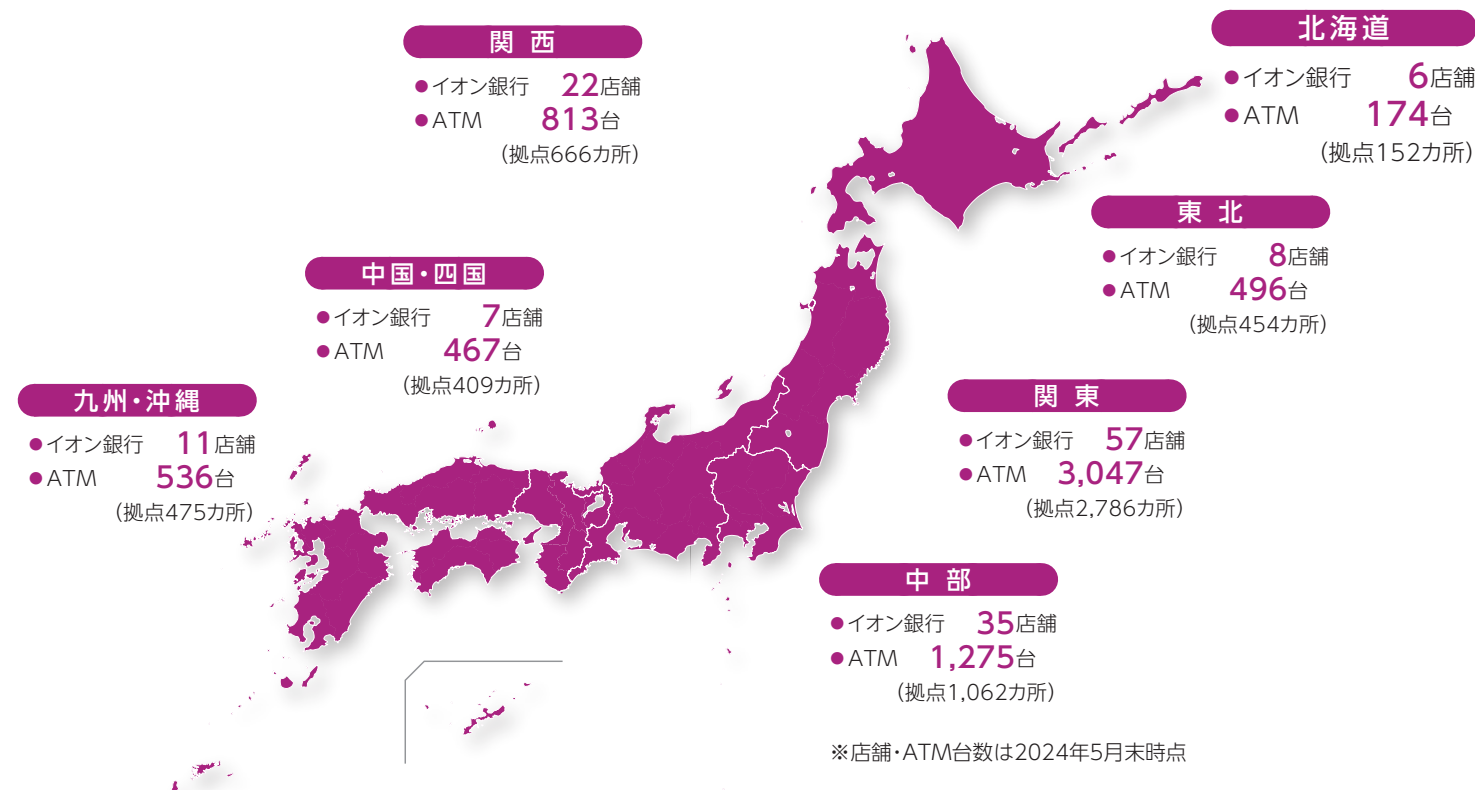 関西
●イオン銀行 22店舗
●ATM 813台
(拠点666カ所)
北海道
●イオン銀行 6店舗
●ATM 174台
(拠点152カ所)
東北
●イオン銀行 8店舗
●ATM 496台
(拠点454カ所)
中国・四国
●イオン銀行 7店舗
●ATM 467台
(拠点409カ所)
九州・沖縄
●イオン銀行 11店舗
●ATM 536台
(拠点475カ所)
関東
●イオン銀行 57店舗
●ATM 3,047台
(拠点2,786カ所)
中部
●イオン銀行 35店舗
●ATM 1,275台
(拠点1,062カ所)
※店舗・ATM台数は2024年5月末時点